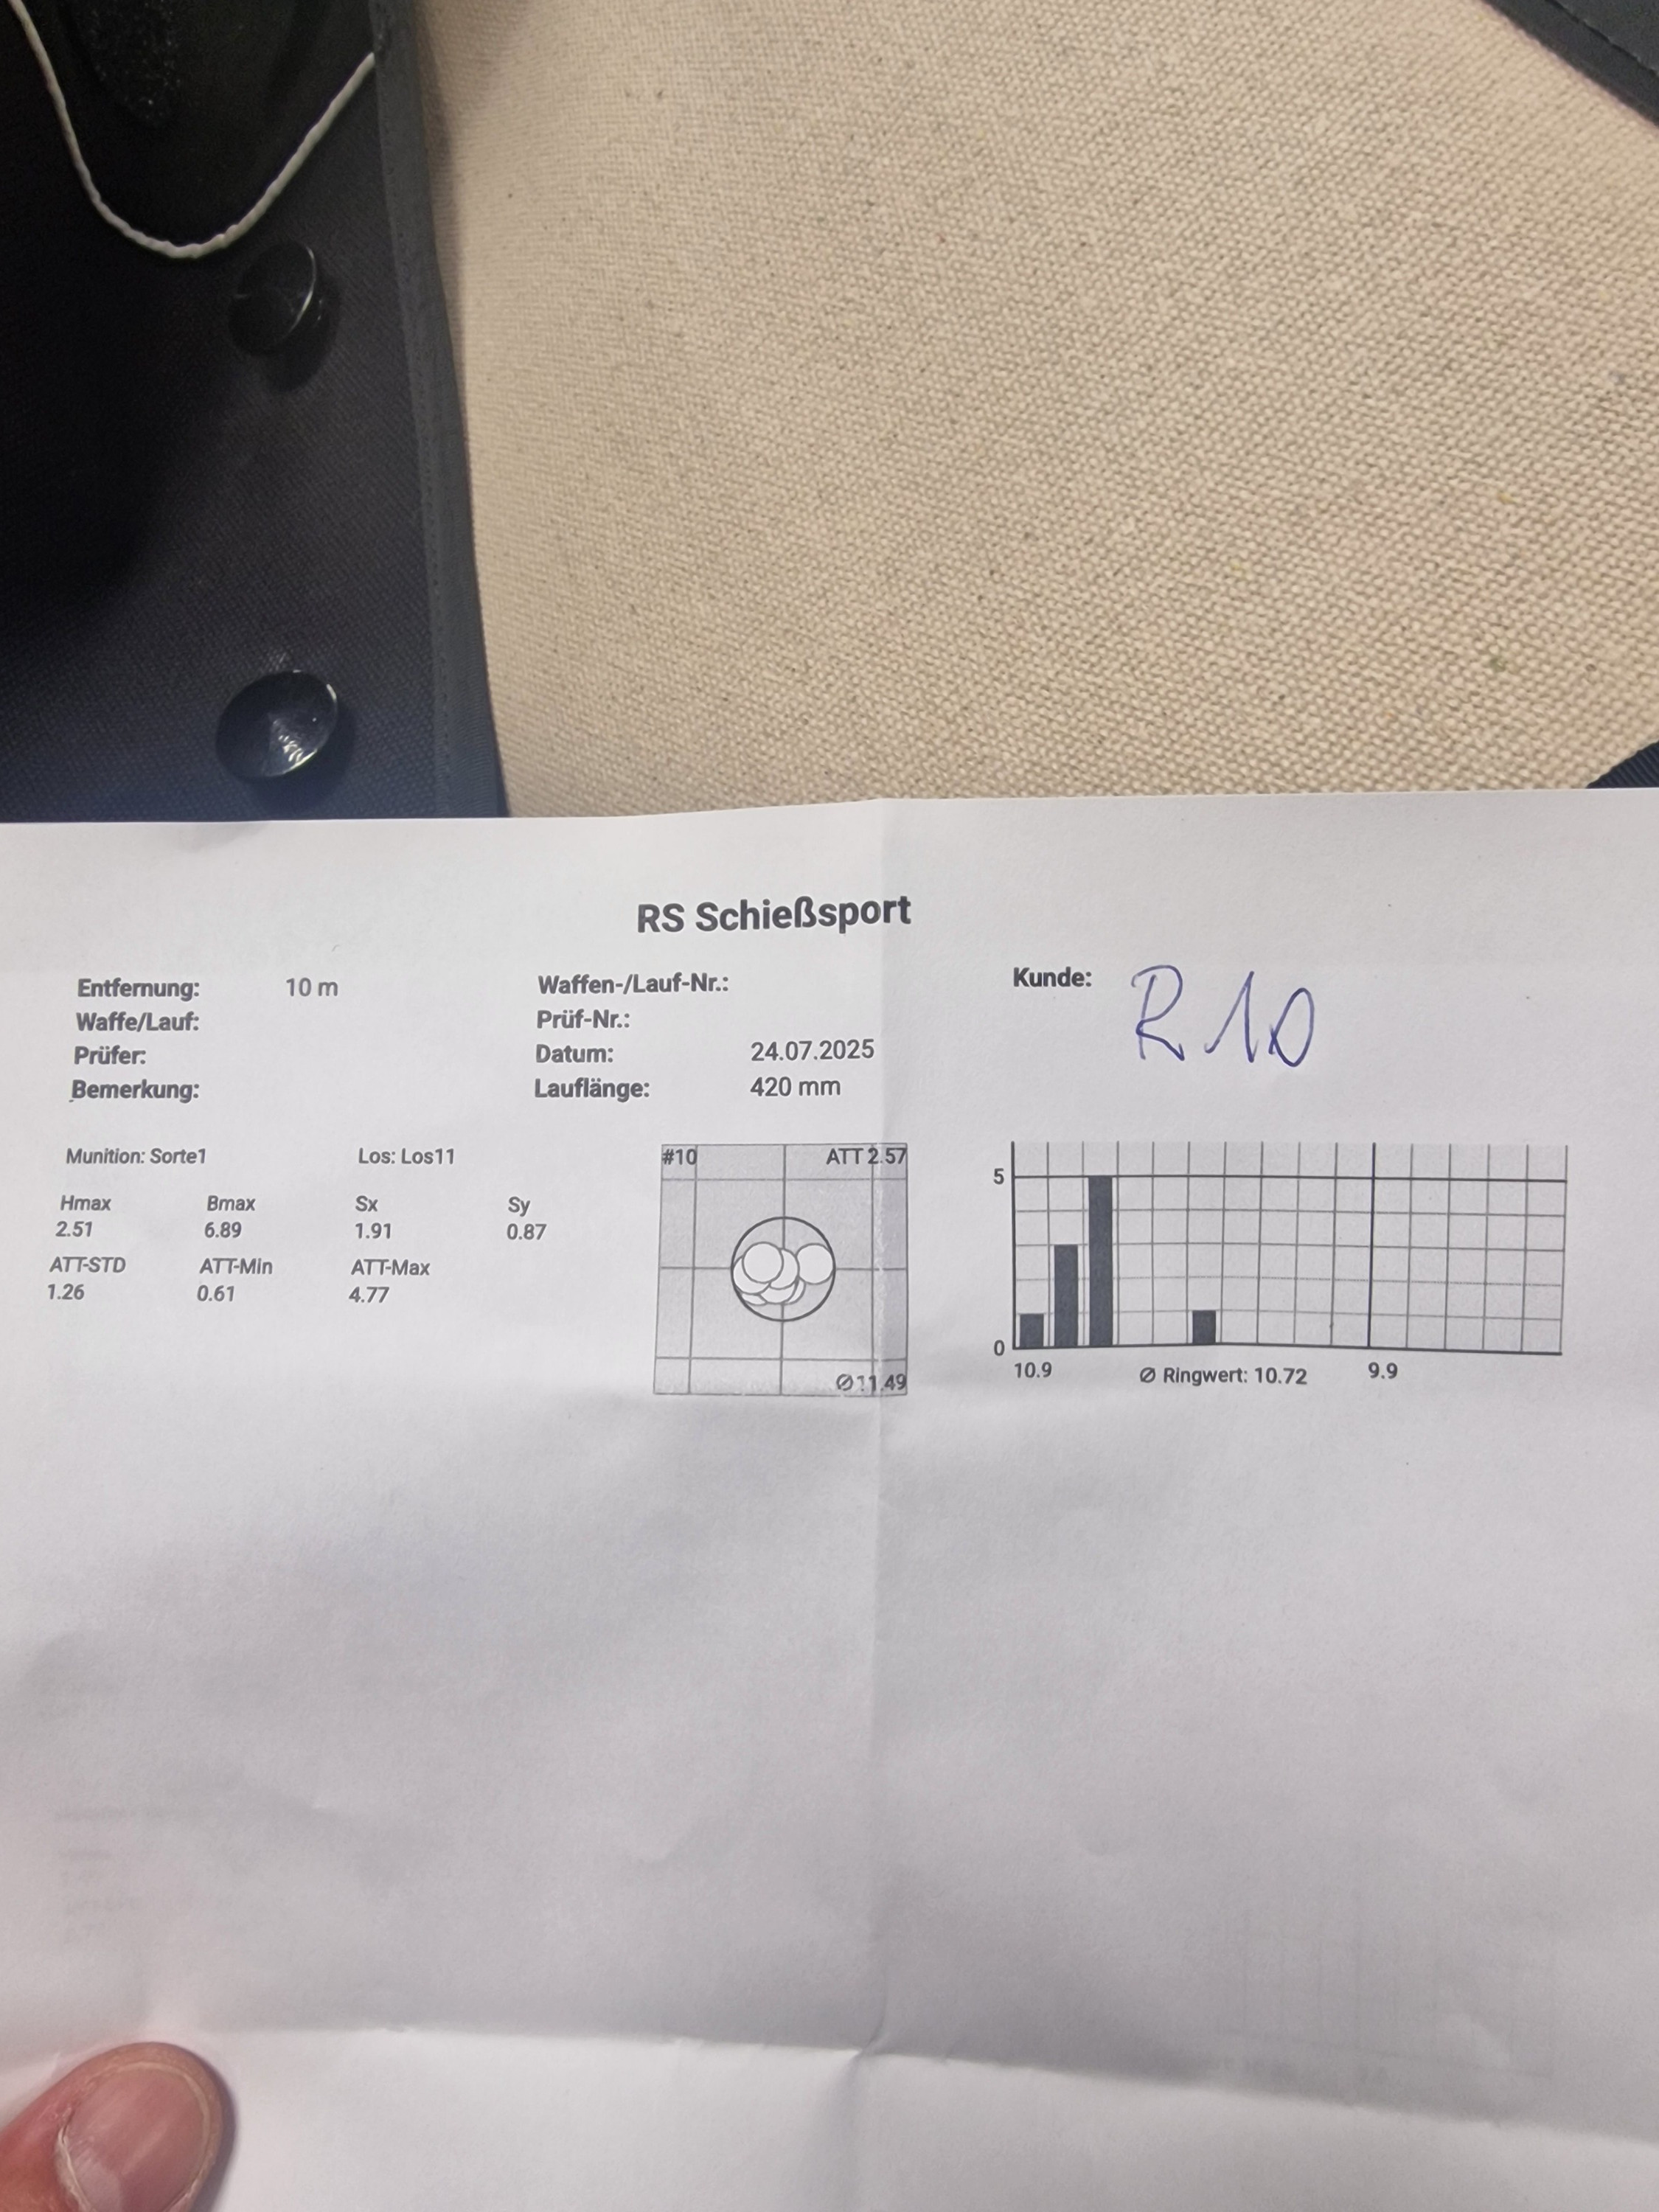 RS Schießsport
Entfernung: 10 m
Waffe/Lauf:
Prüfer:
Bemerkung:
Waffen-/Lauf-Nr.:
Prüf-Nr.:
Datum: 24.07.2025
Lauflänge: 420 mm
Kunde: R10
Munition: Sorte1 Los: Los11
Hmax Bmax Sx Sy
2.51 6.89 1.91 0.87
ATT-STD ATT-Min ATT-Max
1.26 0.61 4.77
#10 ATT 2.57
Ø11.49
5
0
10.9 Ø Ringwert: 10.72 9.9